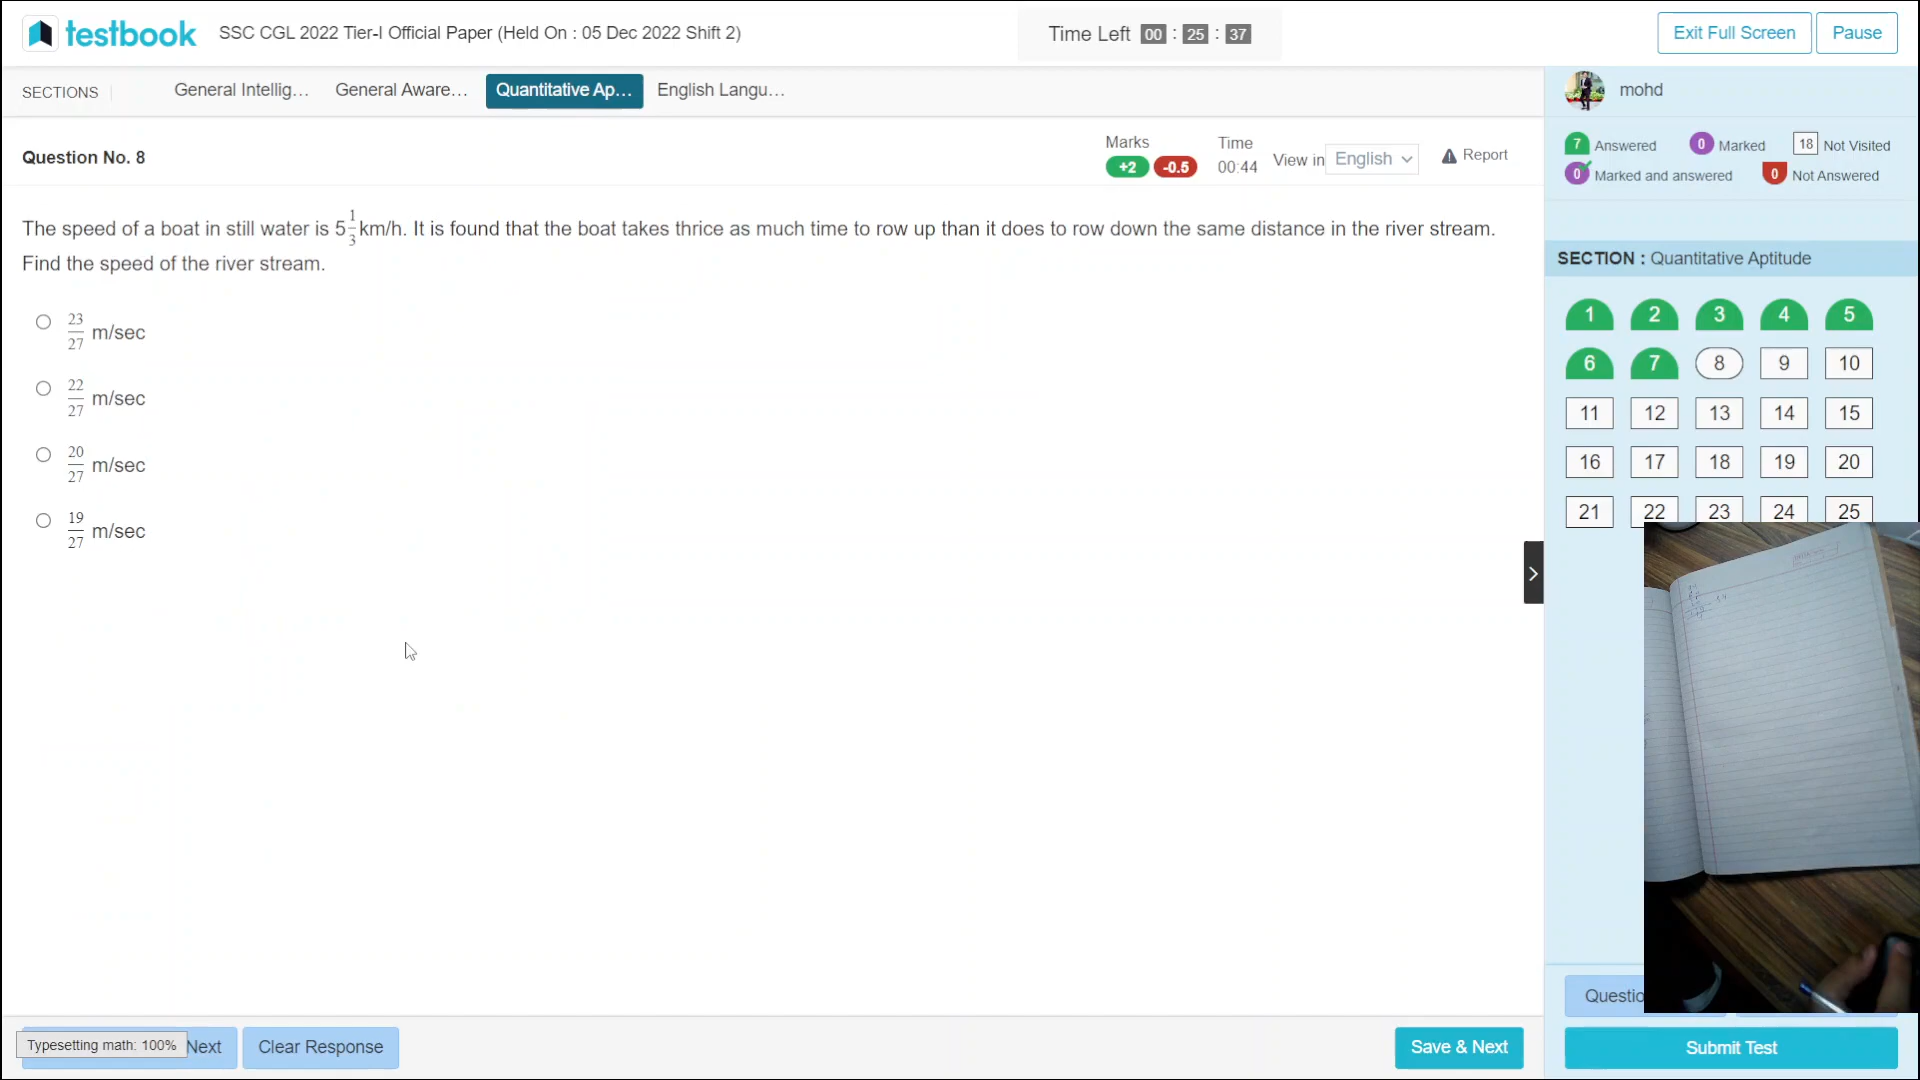 testbook SSC CGL 2022 Tier-I Official Paper (Held On : 05 Dec 2022 Shift 2) Time Left 00 : 25 : 37 Exit Full Screen Pause
SECTIONS General Intellig... General Aware... Quantitative Ap... English Langu... mohd
Question No. 8
Marks +2 -0.5
Time 00:44
View in English Report
7 Answered 0 Marked 18 Not Visited
0 Marked and answered 0 Not Answered
The speed of a boat in still water is 5 1/3 km/h. It is found that the boat takes thrice as much time to row up than it does to row down the same distance in the river stream.
Find the speed of the river stream.
23/27 m/sec
22/27 m/sec
20/27 m/sec
19/27 m/sec
SECTION : Quantitative Aptitude
1 2 3 4 5
6 7 8 9 10
11 12 13 14 15
16 17 18 19 20
21 22 23 24 25
Typesetting math: 100% Next Clear Response Save & Next
Questio
Submit Test